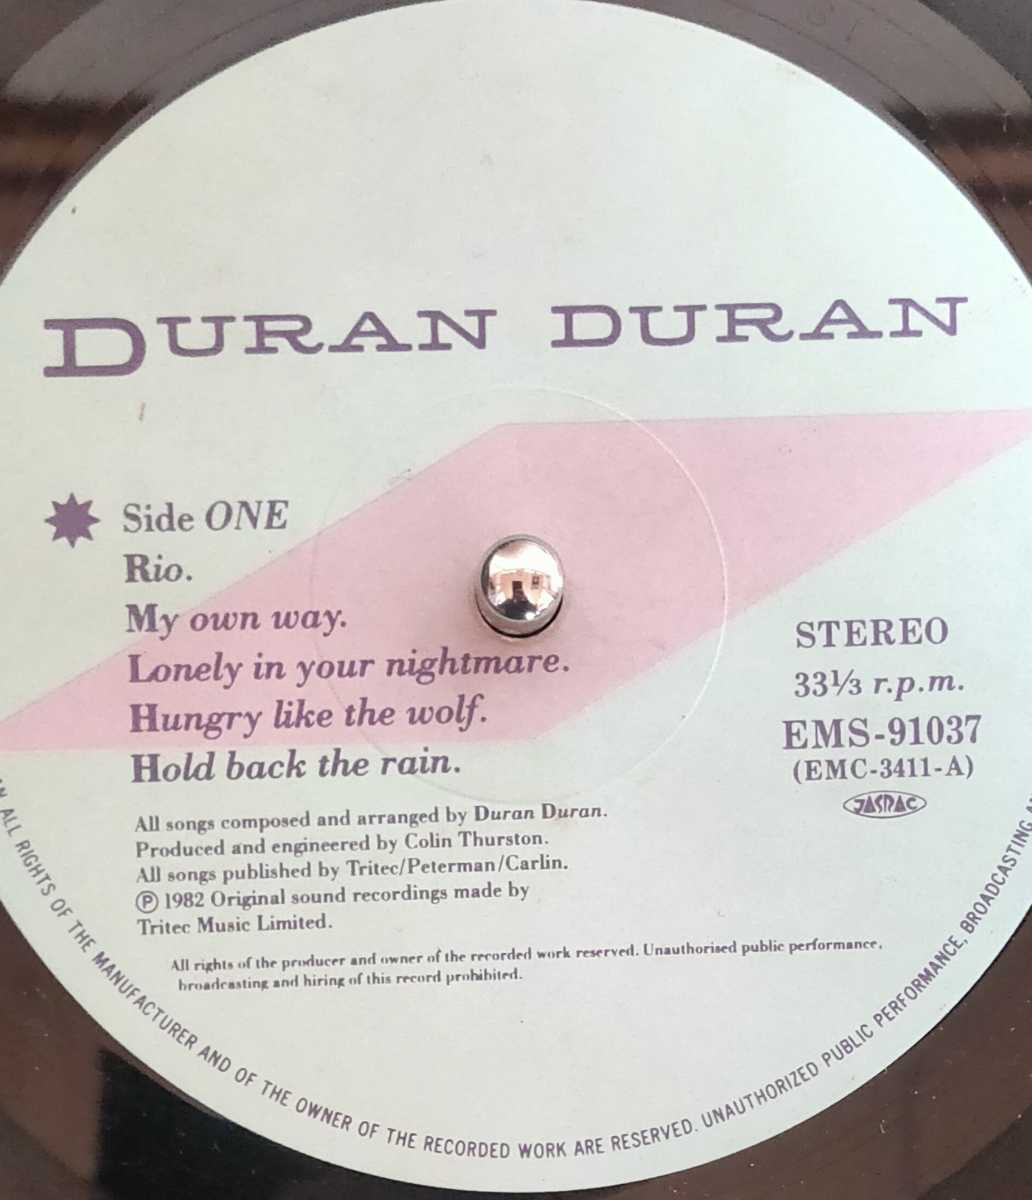 DURAN DURAN
Side ONE
Rio.
My own way.
Lonely in your nightmare.
Hungry like the wolf.
Hold back the rain.
STEREO
33⅓ r.p.m.
EMS-91037
(EMC-3411-A)
JASRAC
All songs composed and arranged by Duran Duran.
Produced and engineered by Colin Thurston.
All songs published by Tritec/Peterman/Carlin.
℗ 1982 Original sound recordings made by
Tritec Music Limited.
All rights of the producer and owner of the recorded work reserved. Unauthorised public performance,
broadcasting and hiring of this record prohibited.
ALL RIGHTS OF THE MANUFACTURER AND OF THE OWNER OF THE RECORDED WORK ARE RESERVED. UNAUTHORIZED PUBLIC PERFORMANCE, BROADCASTING